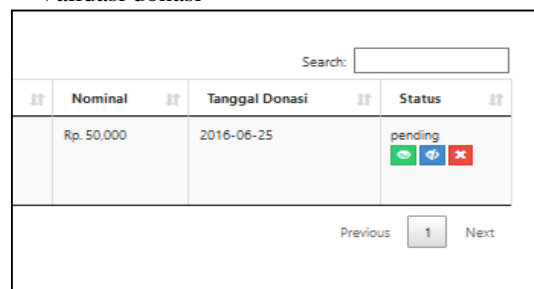 Search:
Nominal Tanggal Donasi Status
Rp. 50,000 2016-06-25 pending
Previous 1 Next